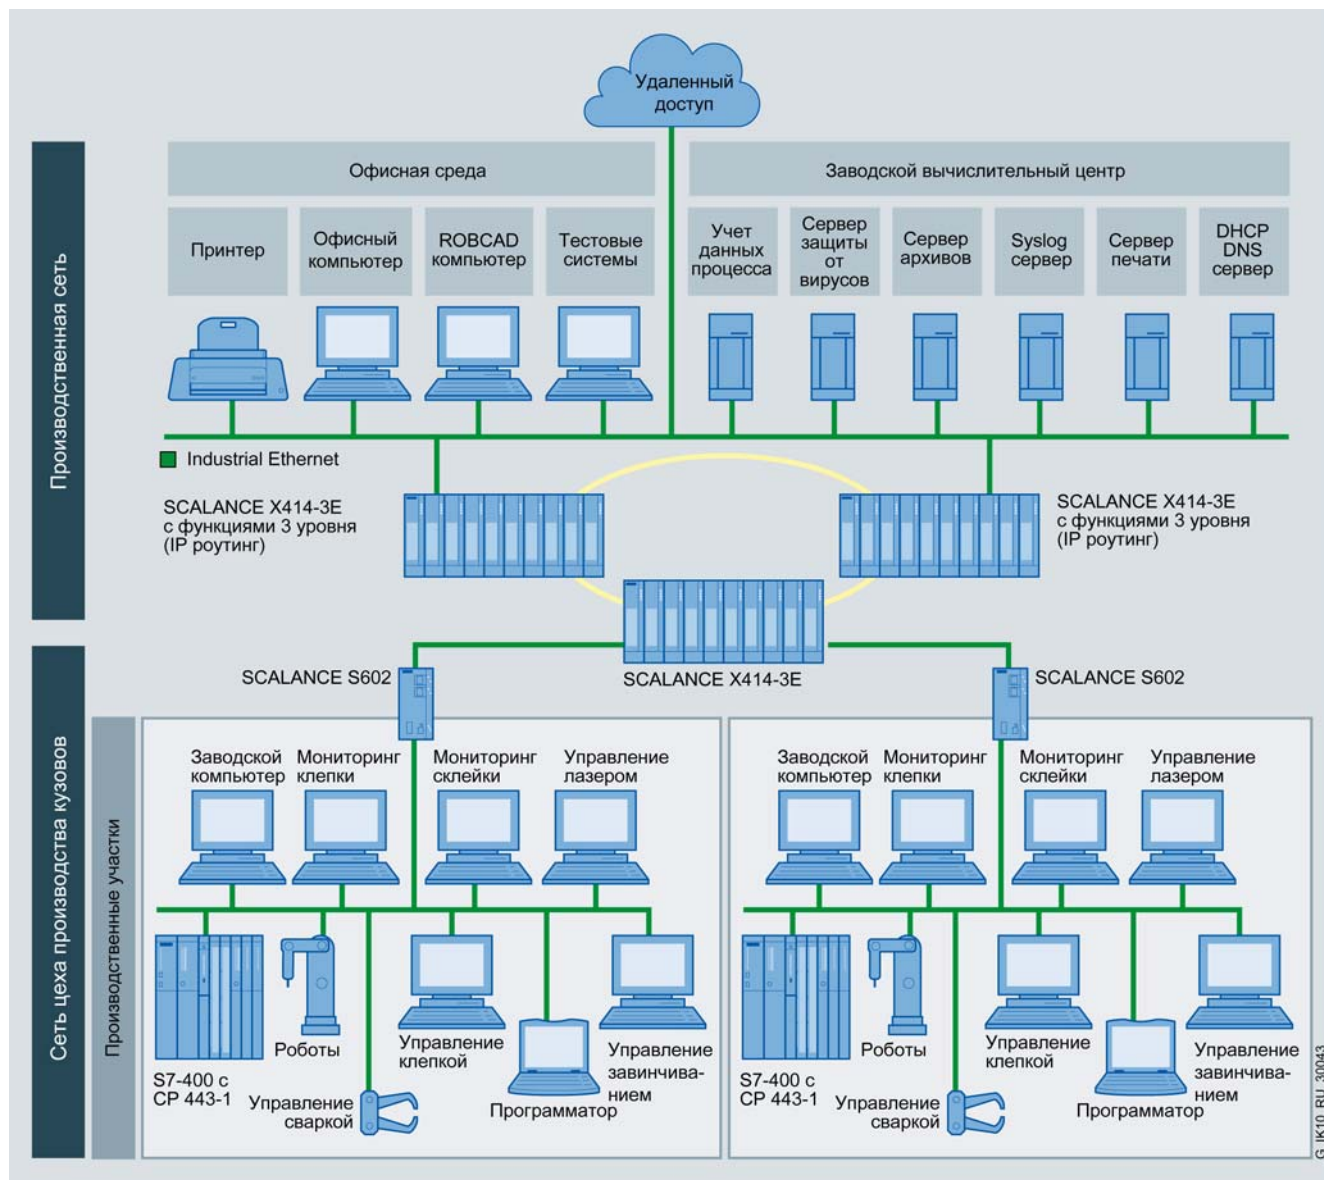 Удаленный
доступ
Производственная сеть
Офисная среда
Заводской вычислительный центр
Принтер
Офисный
компьютер
ROBCAD
компьютер
Тестовые
системы
Учет
данных
процесса
Сервер
защиты
от
вирусов
Сервер
архивов
Syslog
сервер
Сервер
печати
DHCP
DNS
сервер
Industrial Ethernet
SCALANCE X414-3E
с функциями 3 уровня
(IP роутинг)
SCALANCE X414-3E
с функциями 3 уровня
(IP роутинг)
SCALANCE X414-3E
SCALANCE S602
SCALANCE S602
Сеть цеха производства кузовов
Производственные участки
Заводской
компьютер
Мониторинг
клепки
Мониторинг
склейки
Управление
лазером
S7-400 с
CP 443-1
Роботы
Управление
сваркой
Управление
клепкой
Программатор
Управление
завинчива-
нием
Заводской
компьютер
Мониторинг
клепки
Мониторинг
склейки
Управление
лазером
S7-400 с
CP 443-1
Роботы
Управление
сваркой
Управление
клепкой
Программатор
Управление
завинчива-
нием
G_IK10_RU_30043